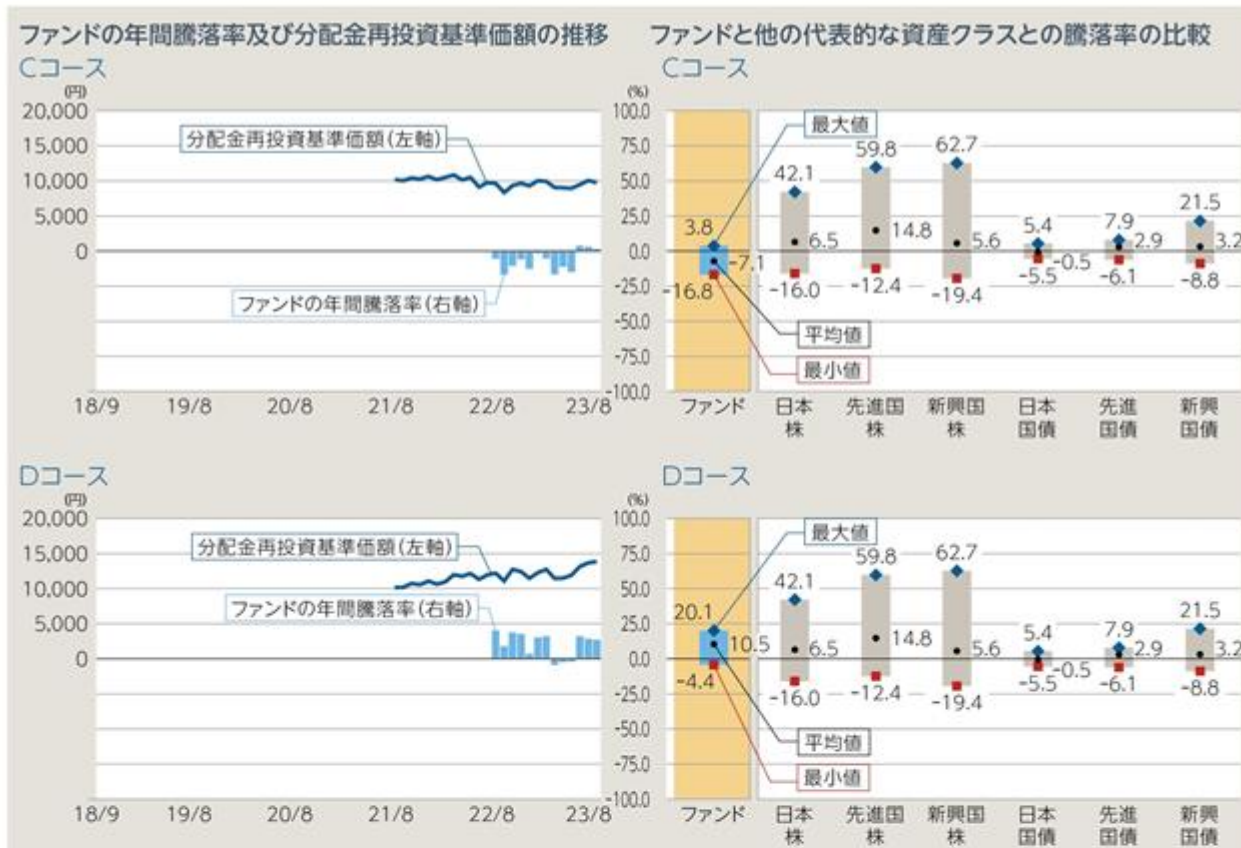 ファンドの年間騰落率及び分配金再投資基準価額の推移
Cコース
(円)
20,000
15,000
10,000
5,000
0
分配金再投資基準価額(左軸)
ファンドの年間騰落率(右軸)
18/9 19/8 20/8 21/8 22/8 23/8
ファンドと他の代表的な資産クラスとの騰落率の比較
Cコース
(%)
100.0
75.0
50.0
25.0
0.0
-25.0
-50.0
-75.0
-100.0
最大値
平均値
最小値
3.8 42.1 59.8 62.7 5.4 7.9 21.5
-7.1 6.5 14.8 5.6 -0.5 2.9 3.2
-16.8 -16.0 -12.4 -19.4 -5.5 -6.1 -8.8
ファンド 日本 先進国 新興国 日本 先進 新興
株 株 株 国債 国債 国債
Dコース
(円)
20,000
15,000
10,000
5,000
0
分配金再投資基準価額(左軸)
ファンドの年間騰落率(右軸)
18/9 19/8 20/8 21/8 22/8 23/8
Dコース
(%)
100.0
75.0
50.0
25.0
0.0
-25.0
-50.0
-75.0
-100.0
最大値
平均値
最小値
20.1 42.1 59.8 62.7 5.4 7.9 21.5
10.5 6.5 14.8 5.6 -0.5 2.9 3.2
-4.4 -16.0 -12.4 -19.4 -5.5 -6.1 -8.8
ファンド 日本 先進国 新興国 日本 先進 新興
株 株 株 国債 国債 国債